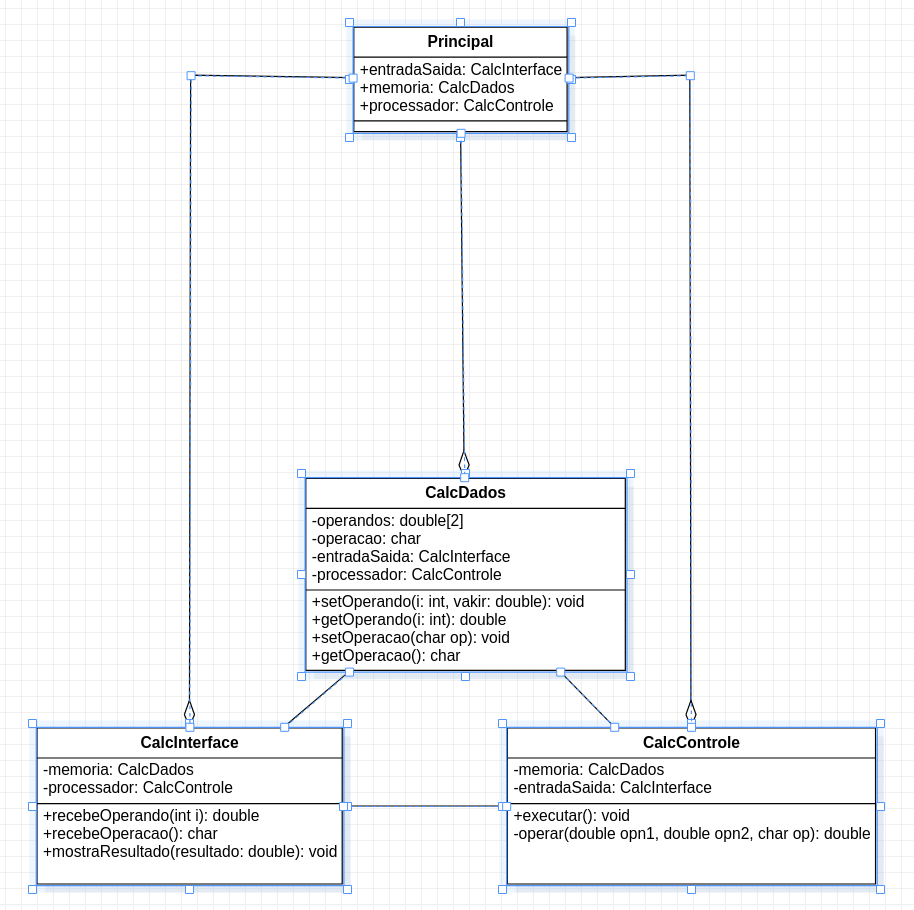 Principal
+entradaSaida: CalcInterface
+memoria: CalcDados
+processador: CalcControle
CalcDados
-operandos: double[2]
-operacao: char
-entradaSaida: CalcInterface
-processador: CalcControle
+setOperando(i: int, vakir: double): void
+getOperando(i: int): double
+setOperacao(char op): void
+getOperacao(): char
CalcInterface
-memoria: CalcDados
-processador: CalcControle
+recebeOperando(int i): double
+recebeOperacao(): char
+mostraResultado(resultado: double): void
CalcControle
-memoria: CalcDados
-entradaSaida: CalcInterface
+executar(): void
-operar(double opn1, double opn2, char op): double